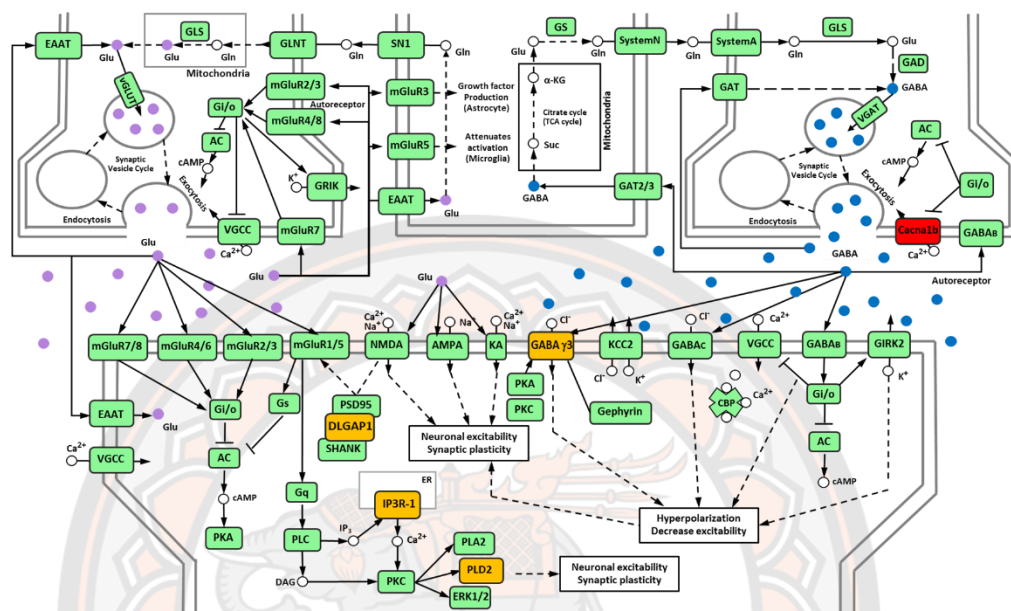 EAAT
Glu
Glu
GLS
Gln
Mitochondria
GLNT
Gln
SN1
Gln
vGLUT
Gi/o
AC
cAMP
Exocytosis
Synaptic
Vesicle Cycle
Endocytosis
mGluR2/3
Autoreceptor
mGluR4/8
K+
GRIK
VGCC
Ca2+
mGluR7
Glu
Glu
mGluR3
Growth factor
Production
(Astrocyte)
mGluR5
Attenuates
activation
(Microglia)
EAAT
Glu
GS
Glu
Gln
α-KG
Citrate cycle
(TCA cycle)
Suc
Mitochondria
GABA
GAT2/3
SystemN
Gln
SystemA
Gln
GLS
Glu
GAD
GABA
GAT
VGAT
AC
cAMP
Exocytosis
Gi/o
Synaptic
Vesicle Cycle
Endocytosis
Cacna1b
Ca2+
GABAB
GABA
Autoreceptor
mGluR7/8
mGluR4/6
mGluR2/3
mGluR1/5
Ca2+
Na+
NMDA
Na+
AMPA
Ca2+
Na+
KA
Cl-
GABA γ3
KCC2
Cl-
K+
Cl-
GABAC
Ca2+
VGCC
GABAB
GIRK2
K+
EAAT
Glu
Ca2+
VGCC
Gi/o
Gs
AC
cAMP
PKA
PSD95
DLGAP1
SHANK
PKA
PKC
Gephyrin
CBP
Ca2+
Gi/o
AC
cAMP
Neuronal excitability
Synaptic plasticity
Gq
PLC
IP3
ER
IP3R-1
Ca2+
DAG
PKC
PLA2
PLD2
ERK1/2
Neuronal excitability
Synaptic plasticity
Hyperpolarization
Decrease excitability